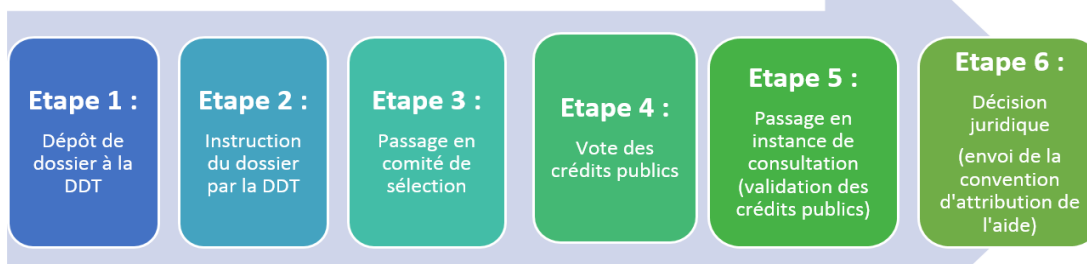 Etape 1 :
Dépôt de
dossier à la
DDT
Etape 2 :
Instruction
du dossier
par la DDT
Etape 3 :
Passage en
comité de
sélection
Etape 4 :
Vote des
crédits publics
Etape 5 :
Passage en
instance de
consultation
(validation des
crédits publics)
Etape 6 :
Décision
juridique
(envoi de la
convention
d'attribution de
l'aide)